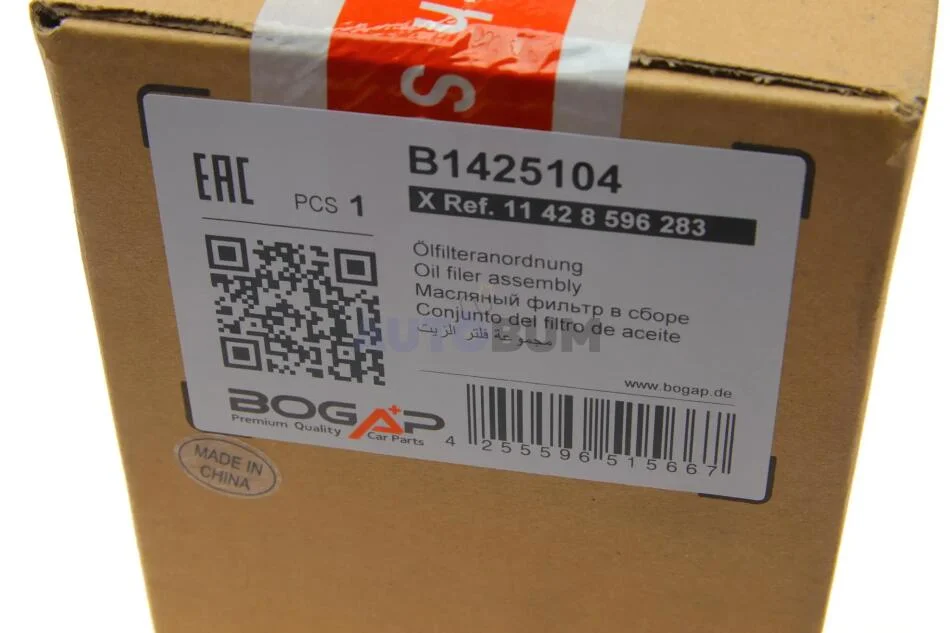 S h
EAC
PCS 1
B1425104
X Ref. 11 42 8 596 283
Ölfilteranordnung
Oil filer assembly
Масляный фильтр в сборе
Conjunto del filtro de aceite
مجموعة فلتر الزيت
AUTOBUM
www.bogap.de
BOGAP
Premium Quality Car Parts
4 255596 515667
MADE IN
CHINA